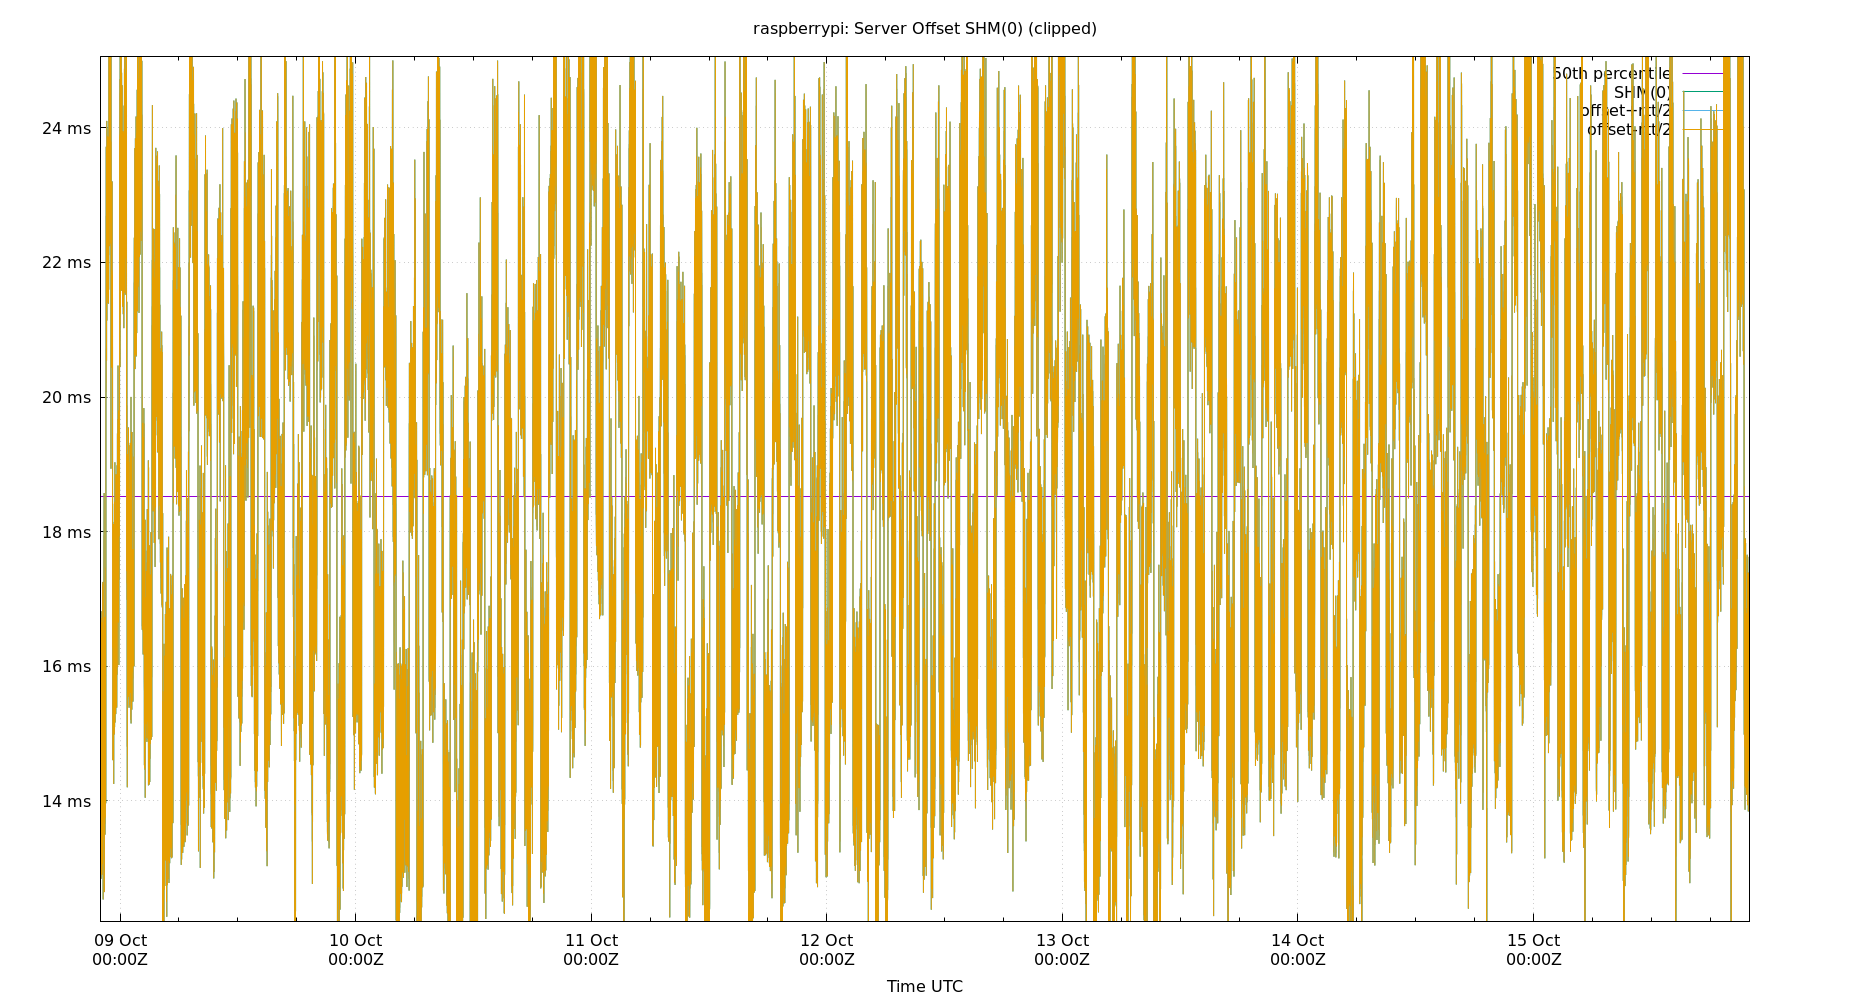 raspberrypi: Server Offset SHM(0) (clipped)
50th percentile
SHM(0)
offset+rtt/2
offset-rtt/2
24 ms
22 ms
20 ms
18 ms
16 ms
14 ms
09 Oct 10 Oct 11 Oct 12 Oct 13 Oct 14 Oct 15 Oct
00:00Z 00:00Z 00:00Z 00:00Z 00:00Z 00:00Z 00:00Z
Time UTC